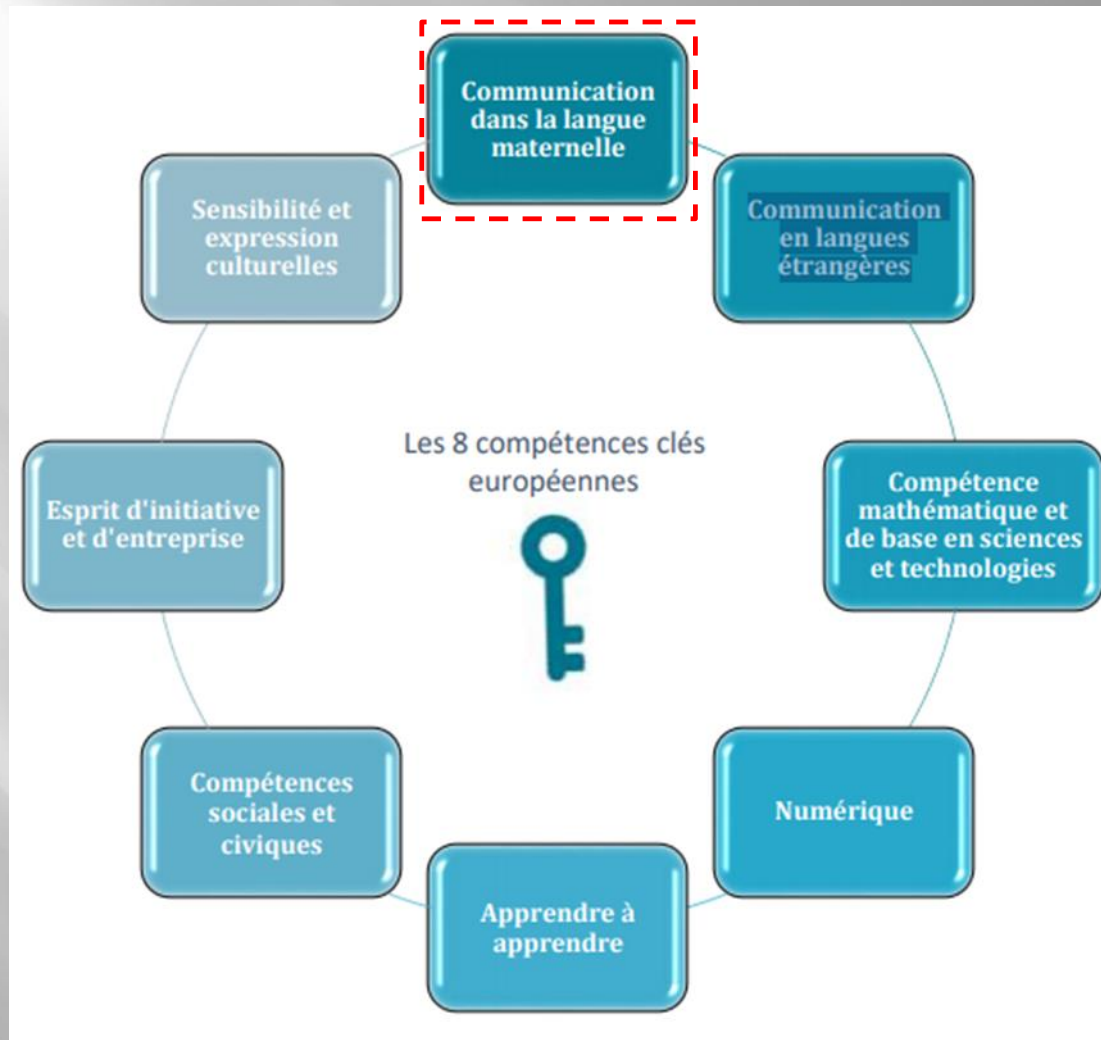 Communication
dans la langue
maternelle
Communication
en langues
étrangères
Compétence
mathématique et
de base en sciences
et technologies
Numérique
Apprendre à
apprendre
Compétences
sociales et
civiques
Esprit d'initiative
et d'entreprise
Sensibilité et
expression
culturelles
Les 8 compétences clés
européennes